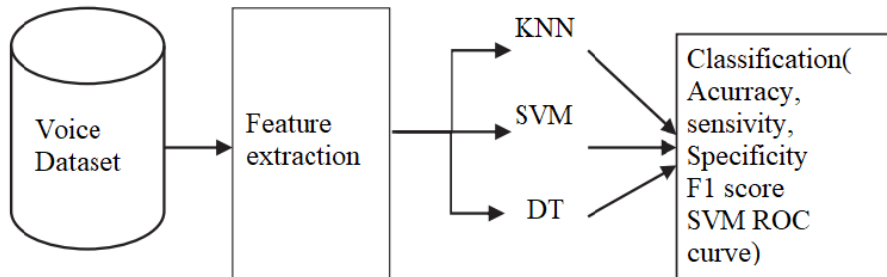 Voice
Dataset
Feature
extraction
KNN
SVM
DT
Classification(
Acurracy,
sensivity,
Specificity
F1 score
SVM ROC
curve)